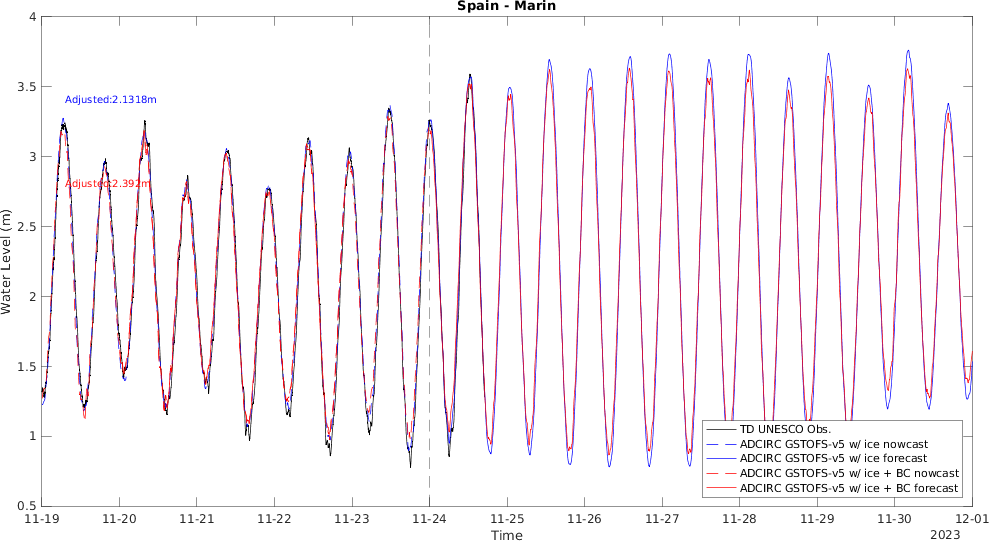 Spain - Marin
Water Level (m)
4
3.5
3
2.5
2
1.5
1
0.5
Adjusted:2.1318m
Adjusted:2.392m
TD UNESCO Obs.
ADCIRC GSTOFS-v5 w/ ice nowcast
ADCIRC GSTOFS-v5 w/ ice forecast
ADCIRC GSTOFS-v5 w/ ice + BC nowcast
ADCIRC GSTOFS-v5 w/ ice + BC forecast
11-19 11-20 11-21 11-22 11-23 11-24 11-25 11-26 11-27 11-28 11-29 11-30 12-01
Time
2023